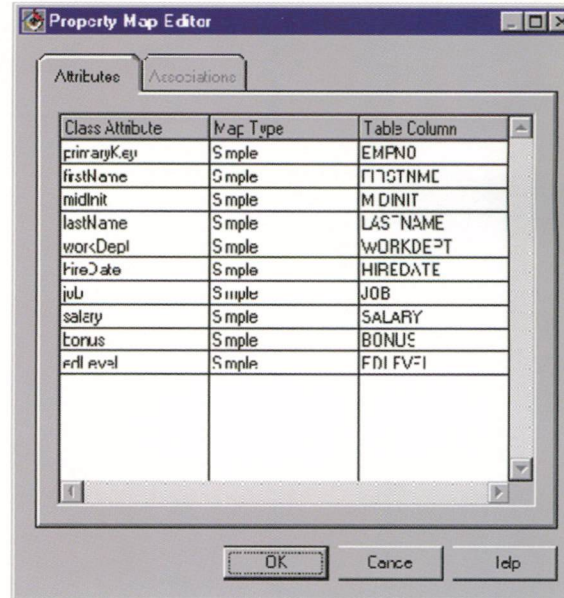 Property Map Editor
Attributes Associations
Class Attribute Map Type Table Column
primaryKey Simple EMPNO
firstName Simple FIRSTNME
midInit Simple MIDINIT
lastName Simple LASTNAME
workDept Simple WORKDEPT
hireDate Simple HIREDATE
job Simple JOB
salary Simple SALARY
bonus Simple BONUS
edLevel Simple EDLEVEL
OK Cancel Help